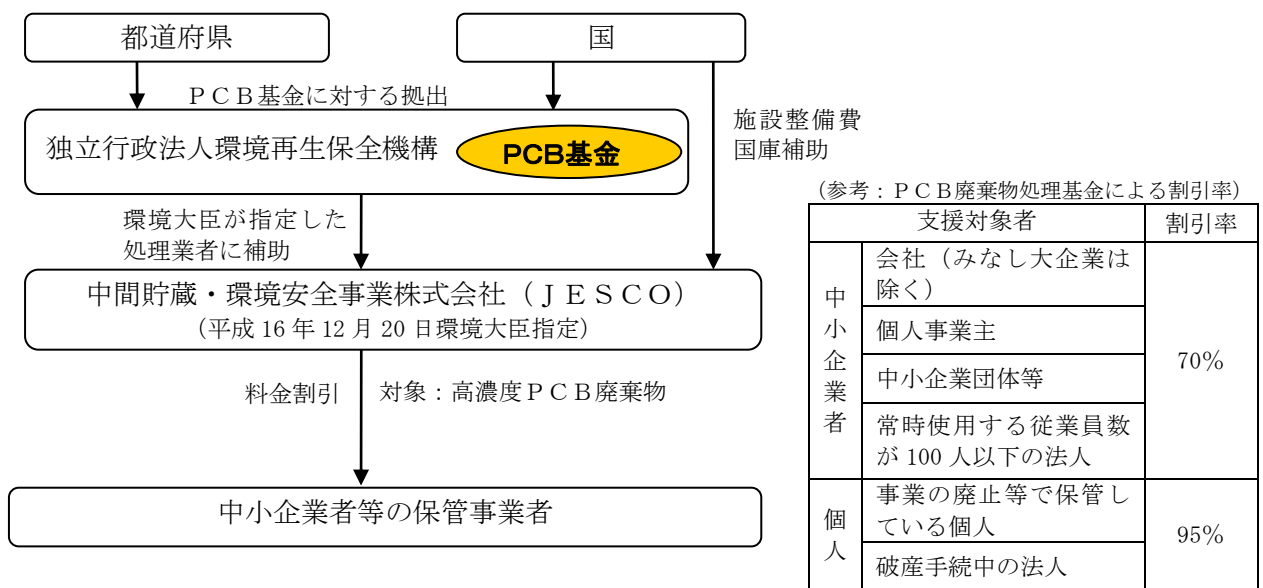 都道府県
国
ＰＣＢ基金に対する拠出
独立行政法人環境再生保全機構
PCB基金
施設整備費
国庫補助
環境大臣が指定した
処理業者に補助
中間貯蔵・環境安全事業株式会社（ＪＥＳＣＯ）
（平成 16 年 12 月 20 日環境大臣指定）
料金割引
対象：高濃度ＰＣＢ廃棄物
中小企業者等の保管事業者
（参考：ＰＣＢ廃棄物処理基金による割引率）
支援対象者
割引率
中小企業者
会社（みなし大企業は
除く）
個人事業主
中小企業団体等
常時使用する従業員数
が 100 人以下の法人
70%
個人
事業の廃止等で保管し
ている個人
破産手続中の法人
95%